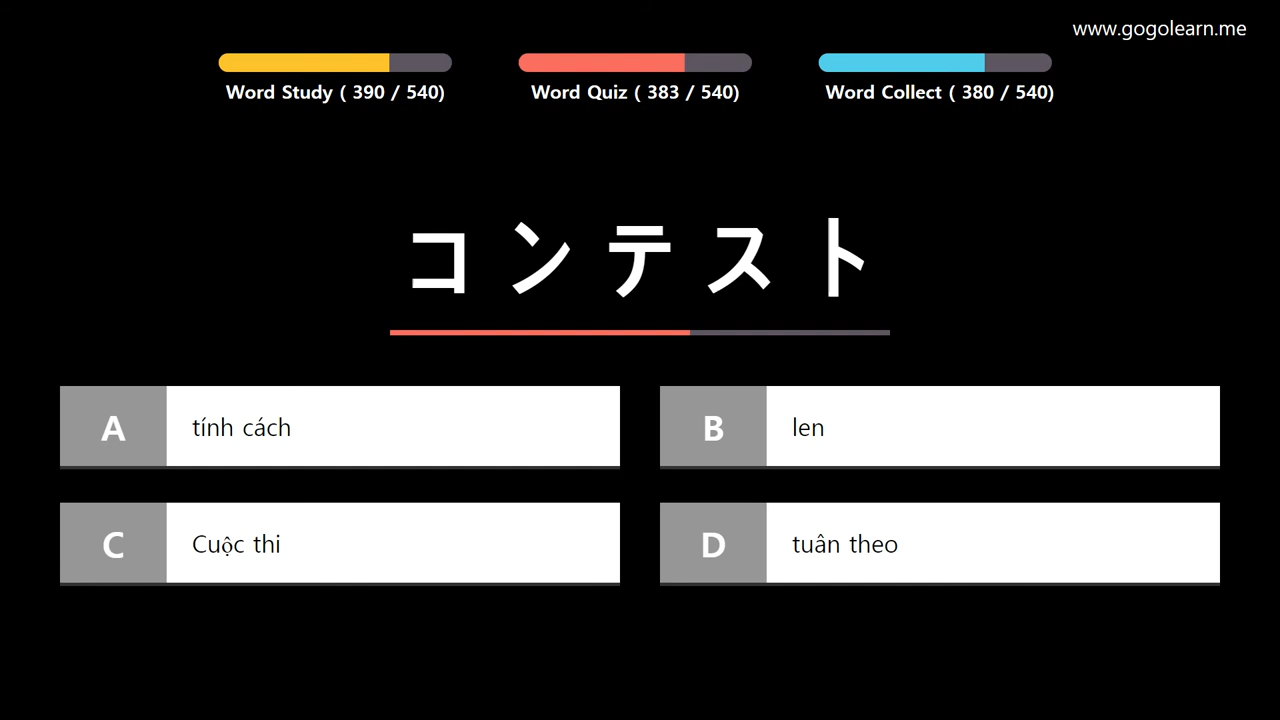 www.gogolearn.me
Word Study ( 390 / 540)
Word Quiz ( 383 / 540)
Word Collect ( 380 / 540)
コンテスト
A tính cách
B len
C Cuộc thi
D tuân theo